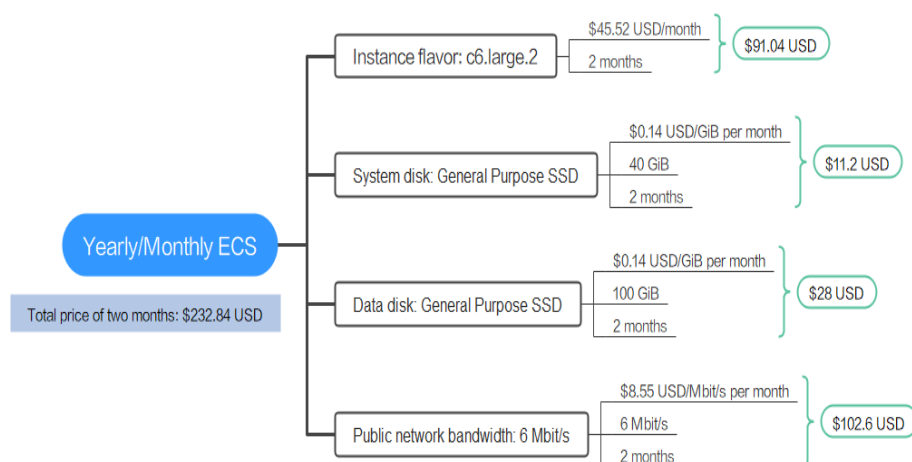 Yearly/Monthly ECS
Total price of two months: $232.84 USD
Instance flavor: c6.large.2
$45.52 USD/month
2 months
$91.04 USD
System disk: General Purpose SSD
$0.14 USD/GiB per month
40 GiB
2 months
$11.2 USD
Data disk: General Purpose SSD
$0.14 USD/GiB per month
100 GiB
2 months
$28 USD
Public network bandwidth: 6 Mbit/s
$8.55 USD/Mbit/s per month
6 Mbit/s
2 months
$102.6 USD